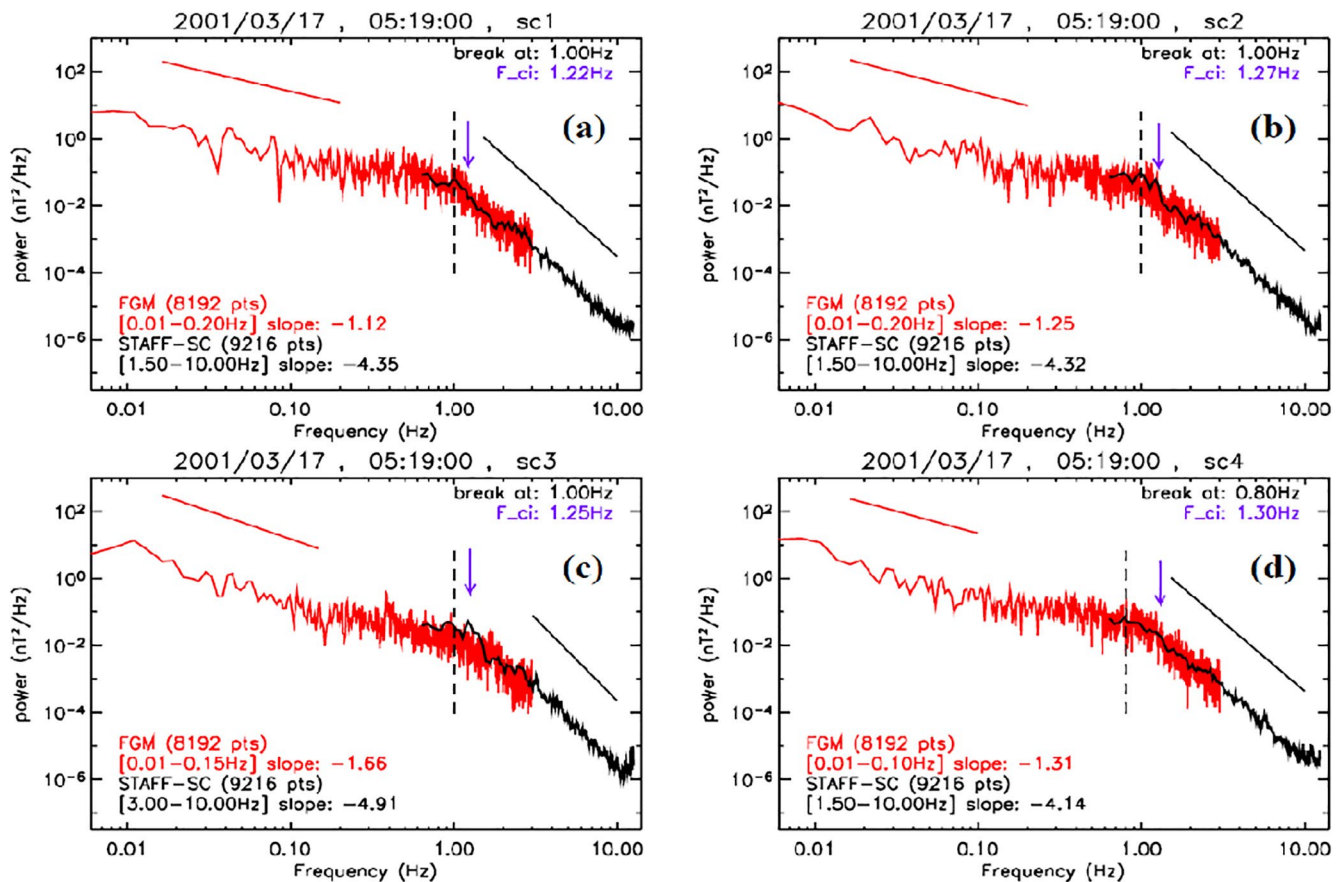 2001/03/17 , 05:19:00 , sc1
break at: 1.00Hz
F_ci: 1.22Hz
(a)
10²
10⁰
10⁻²
10⁻⁴
10⁻⁶
power (nT²/Hz)
FGM (8192 pts)
[0.01–0.20Hz] slope: −1.12
STAFF–SC (9216 pts)
[1.50–10.00Hz] slope: −4.35
0.01 0.10 1.00 10.00
Frequency (Hz)
2001/03/17 , 05:19:00 , sc2
break at: 1.00Hz
F_ci: 1.27Hz
(b)
10²
10⁰
10⁻²
10⁻⁴
10⁻⁶
power (nT²/Hz)
FGM (8192 pts)
[0.01–0.20Hz] slope: −1.25
STAFF–SC (9216 pts)
[1.50–10.00Hz] slope: −4.32
0.01 0.10 1.00 10.00
Frequency (Hz)
2001/03/17 , 05:19:00 , sc3
break at: 1.00Hz
F_ci: 1.25Hz
(c)
10²
10⁰
10⁻²
10⁻⁴
10⁻⁶
power (nT²/Hz)
FGM (8192 pts)
[0.01–0.15Hz] slope: −1.66
STAFF–SC (9216 pts)
[3.00–10.00Hz] slope: −4.91
0.01 0.10 1.00 10.00
Frequency (Hz)
2001/03/17 , 05:19:00 , sc4
break at: 0.80Hz
F_ci: 1.30Hz
(d)
10²
10⁰
10⁻²
10⁻⁴
10⁻⁶
power (nT²/Hz)
FGM (8192 pts)
[0.01–0.10Hz] slope: −1.31
STAFF–SC (9216 pts)
[1.50–10.00Hz] slope: −4.14
0.01 0.10 1.00 10.00
Frequency (Hz)